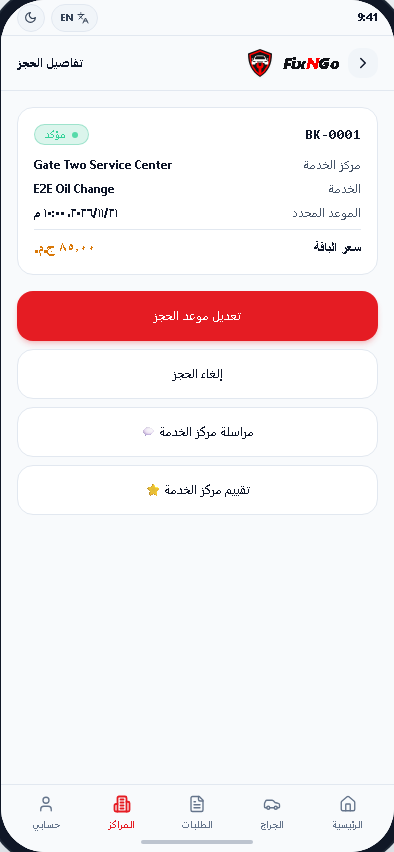 9:41
EN
FixNGo
تفاصيل الحجز
BK-0001
مؤكد
مركز الخدمة
Gate Two Service Center
الخدمة
E2E Oil Change
الموعد المحدد
٣١‏/١١‏/٢٠٢٦، ١٠:٠٠ م
سعر الباقة
٨٥٫٠٠ ج.م.
تعديل موعد الحجز
إلغاء الحجز
مراسلة مركز الخدمة 💬
تقييم مركز الخدمة ⭐
الرئيسية
الجراج
الطلبات
المراكز
حسابي